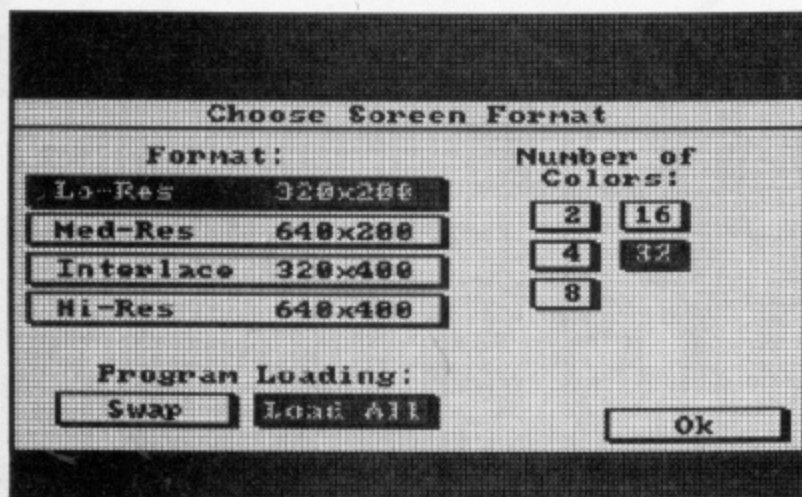 Choose Screen Format
Format:
Lo-Res 320x200
Med-Res 640x200
Interlace 320x400
Hi-Res 640x400
Number of
Colors:
2 16
4 32
8
Program Loading:
Swap Load All
Ok